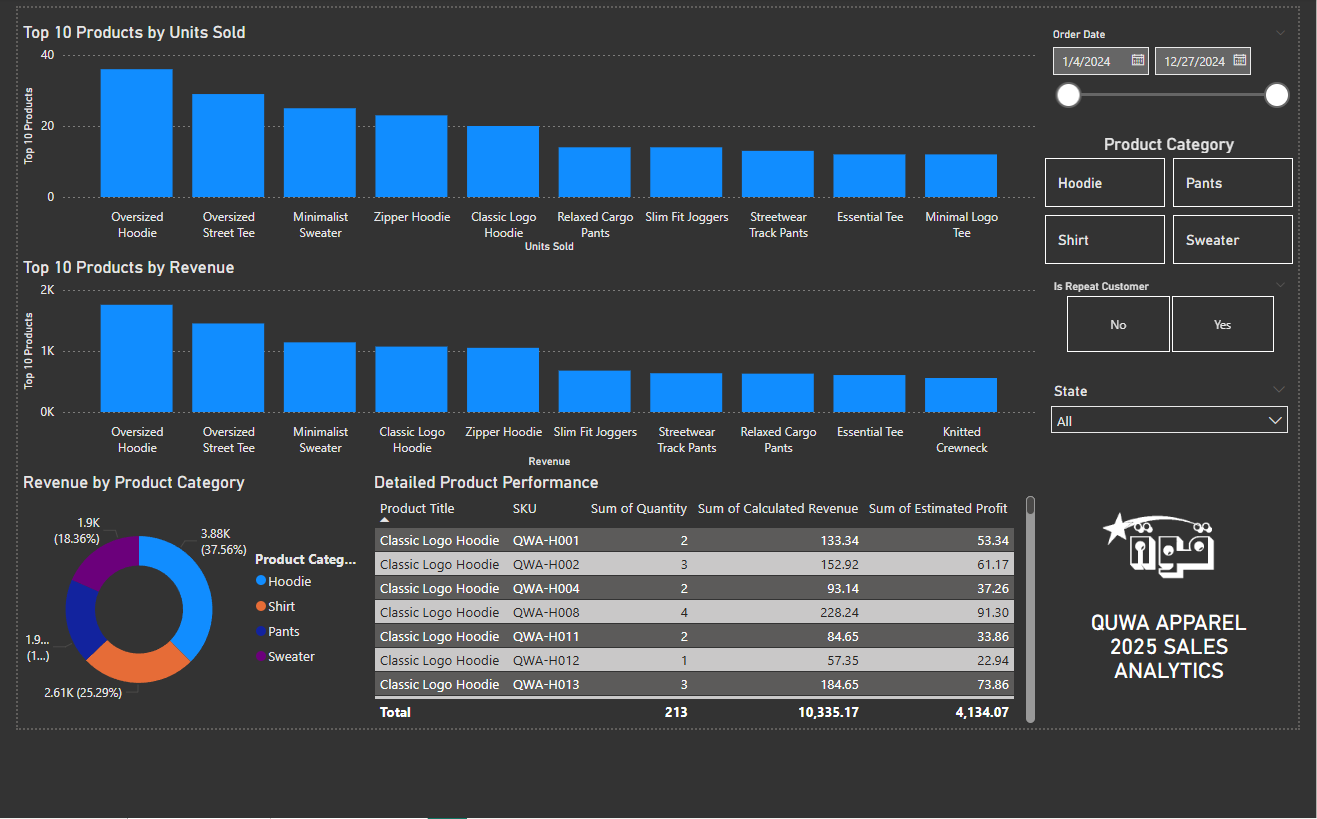 Top 10 Products by Units Sold
Top 10 Products
40
20
0
Oversized Hoodie
Oversized Street Tee
Minimalist Sweater
Zipper Hoodie
Classic Logo Hoodie
Relaxed Cargo Pants
Slim Fit Joggers
Streetwear Track Pants
Essential Tee
Minimal Logo Tee
Units Sold
Top 10 Products by Revenue
Top 10 Products
2K
1K
0K
Oversized Hoodie
Oversized Street Tee
Minimalist Sweater
Classic Logo Hoodie
Zipper Hoodie
Slim Fit Joggers
Streetwear Track Pants
Relaxed Cargo Pants
Essential Tee
Knitted Crewneck
Revenue
Revenue by Product Category
1.9K
(18.36%)
3.88K
(37.56%)
1.9...
(1...)
2.61K (25.29%)
Product Categ...
Hoodie
Shirt
Pants
Sweater
Detailed Product Performance
Product Title SKU Sum of Quantity Sum of Calculated Revenue Sum of Estimated Profit
Classic Logo Hoodie QWA-H001 2 133.34 53.34
Classic Logo Hoodie QWA-H002 3 152.92 61.17
Classic Logo Hoodie QWA-H004 2 93.14 37.26
Classic Logo Hoodie QWA-H008 4 228.24 91.30
Classic Logo Hoodie QWA-H011 2 84.65 33.86
Classic Logo Hoodie QWA-H012 1 57.35 22.94
Classic Logo Hoodie QWA-H013 3 184.65 73.86
Total 213 10,335.17 4,134.07
Order Date
1/4/2024 12/27/2024
Product Category
Hoodie Pants
Shirt Sweater
Is Repeat Customer
No Yes
State
All
QUWA APPAREL
2025 SALES
ANALYTICS